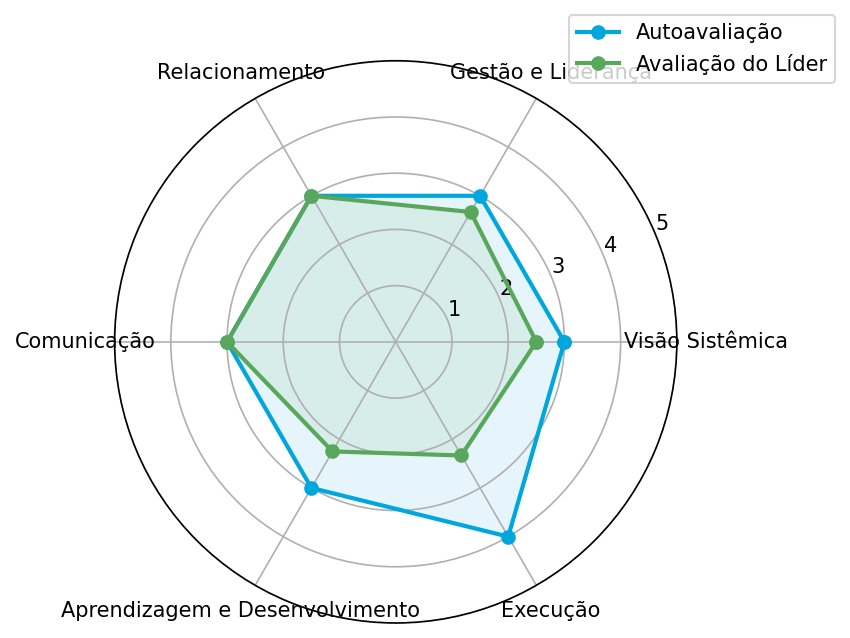 Autoavaliação
Avaliação do Líder
Relacionamento
Gestão e Liderança
5
4
3
2
1
Comunicação
Visão Sistêmica
Aprendizagem e Desenvolvimento
Execução